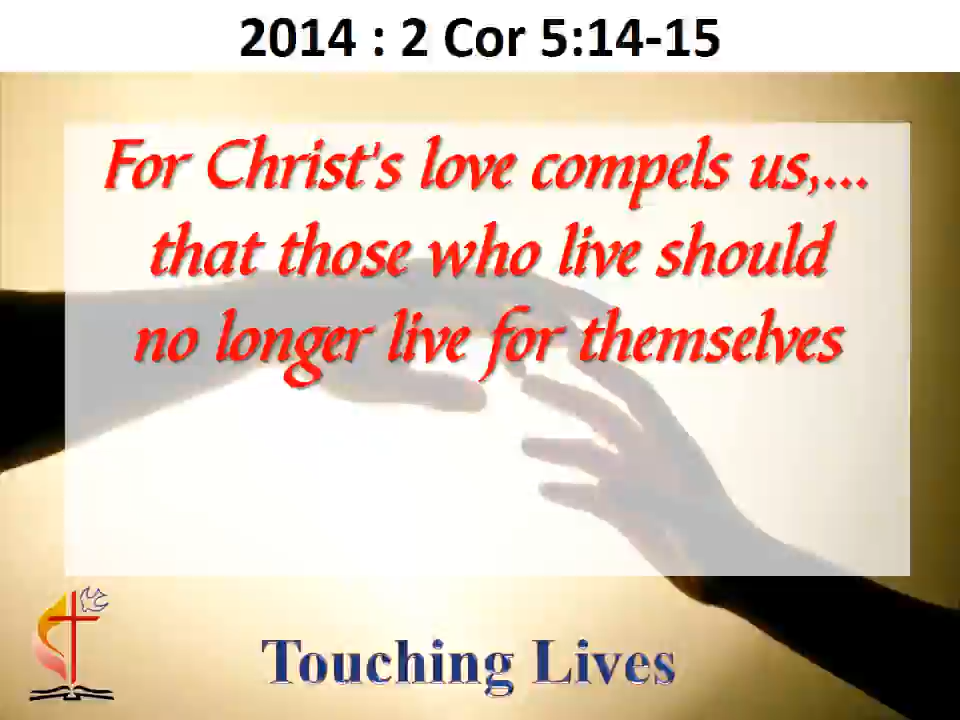 2014 : 2 Cor 5:14-15
For Christ's love compels us,...
that those who live should
no longer live for themselves
Touching Lives